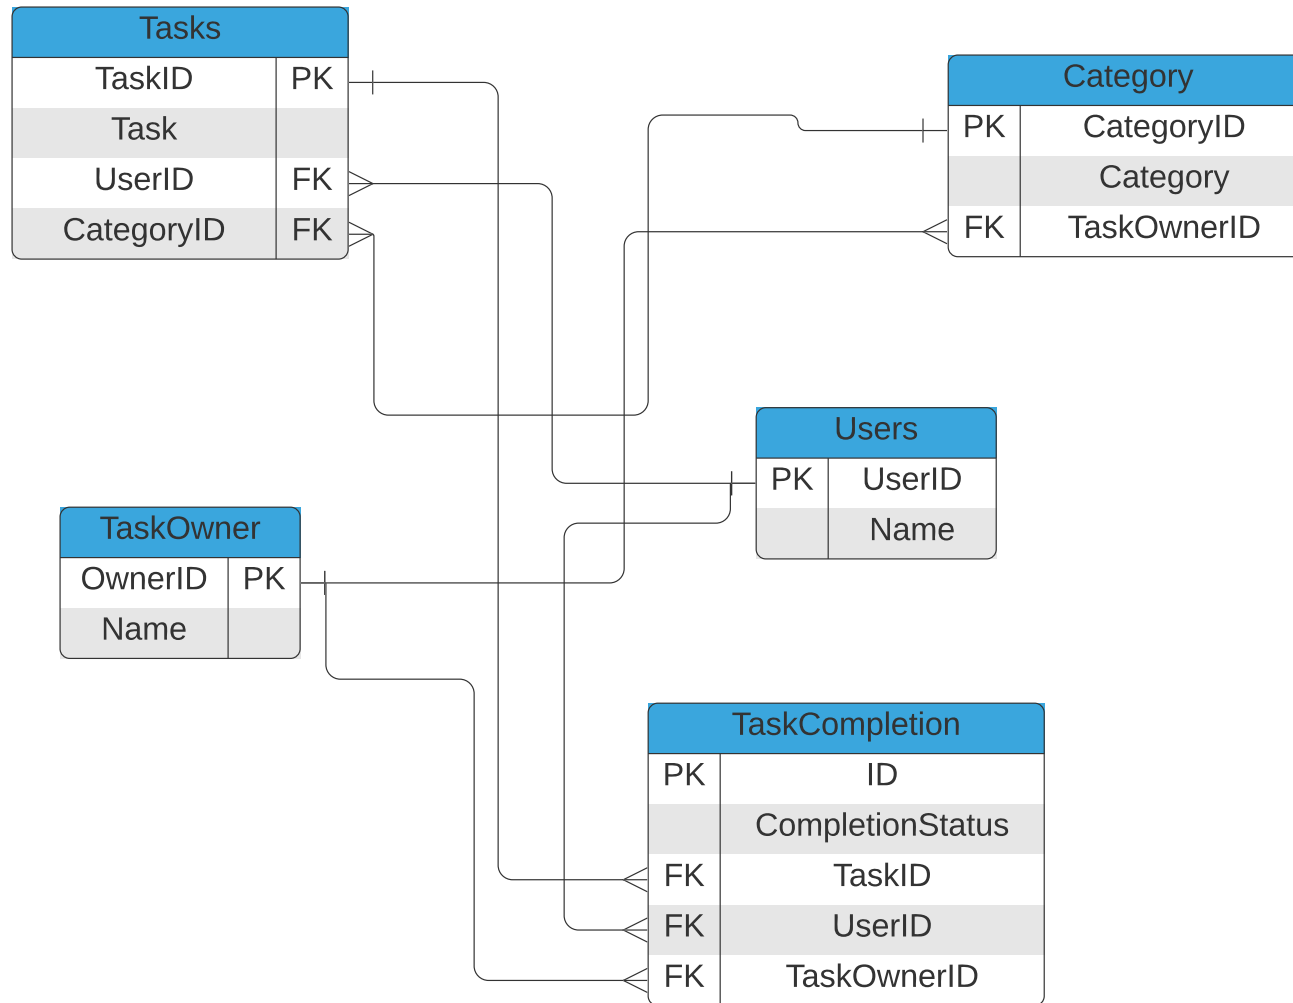 Tasks
TaskID PK
Task
UserID FK
CategoryID FK
Category
PK CategoryID
Category
FK TaskOwnerID
Users
PK UserID
Name
TaskOwner
OwnerID PK
Name
TaskCompletion
PK ID
CompletionStatus
FK TaskID
FK UserID
FK TaskOwnerID